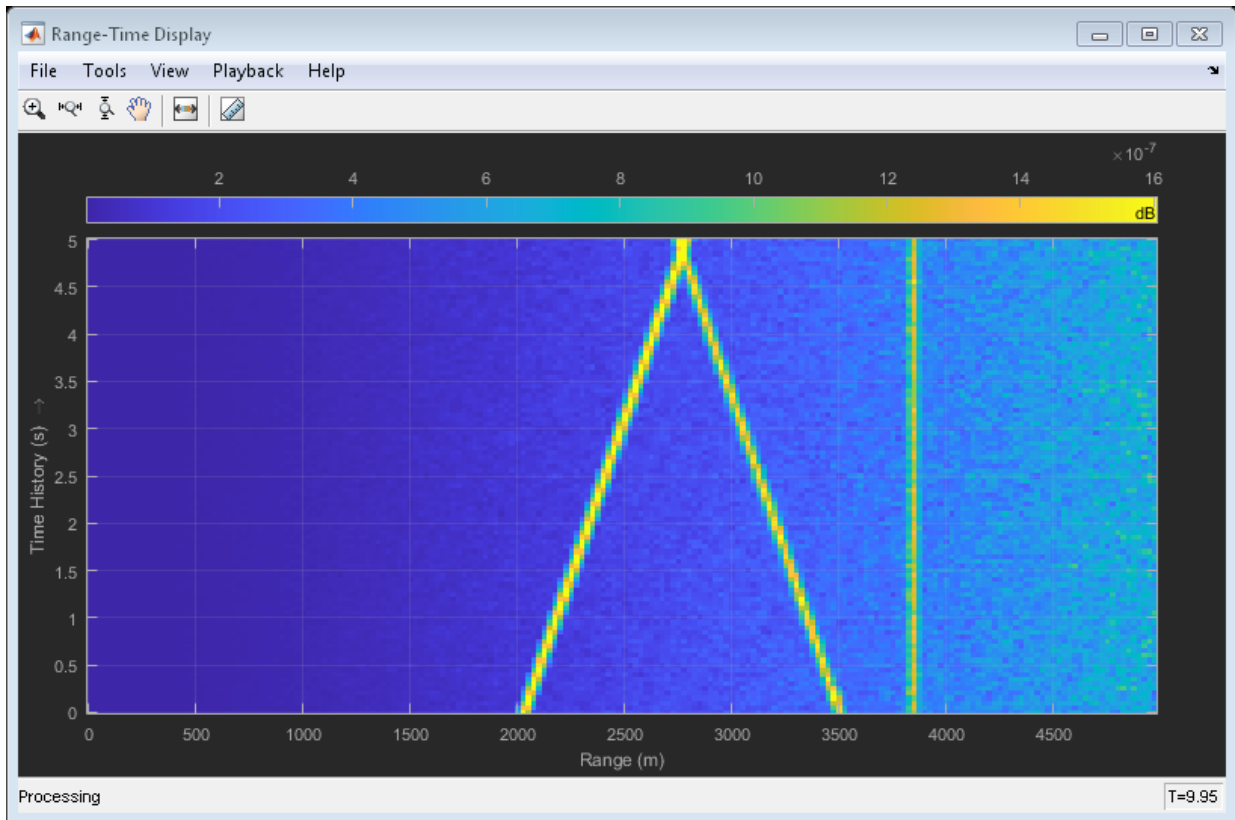 Range-Time Display
File Tools View Playback Help
×10-7
2 4 6 8 10 12 14 16
dB
5
4.5
4
3.5
3
2.5
2
1.5
1
0.5
0
Time History (s) →
0 500 1000 1500 2000 2500 3000 3500 4000 4500
Range (m)
Processing T=9.95